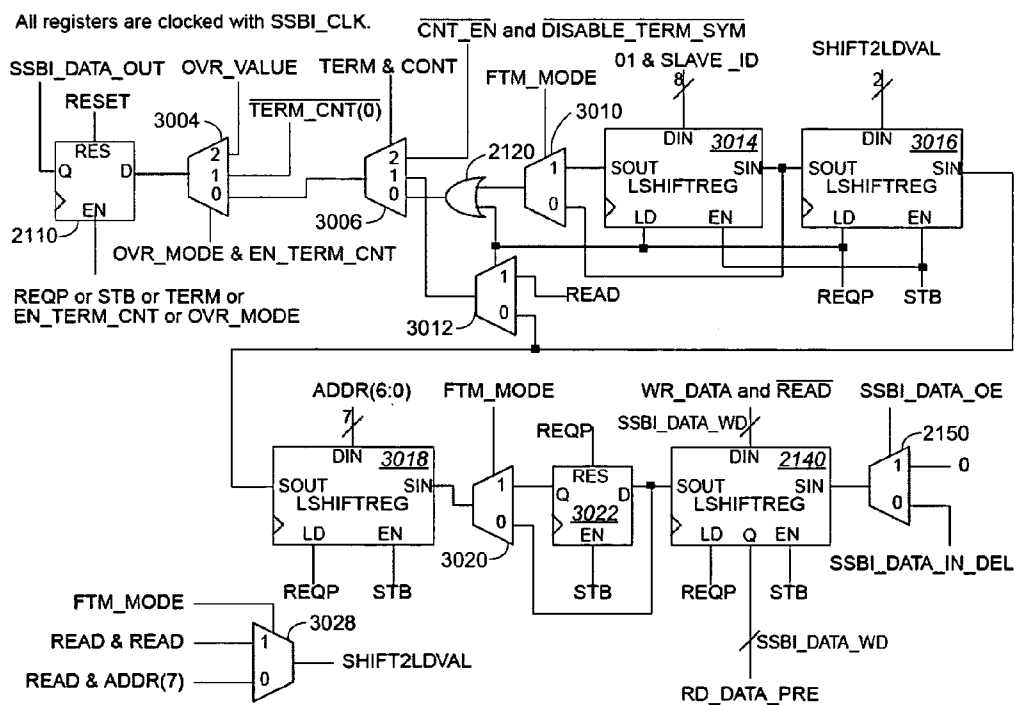 All registers are clocked with SSBI_CLK.
CNT_EN and DISABLE_TERM_SYM
SSBI_DATA_OUT
OVR_VALUE
TERM & CONT
FTM_MODE
01 & SLAVE _ID
SHIFT2LDVAL
RESET
TERM_CNT(0)
8
2
3004
3010
RES
2
1
0
2
1
0
2120
1
0
DIN
3014
DIN
3016
Q
D
SOUT
SIN
SOUT
SIN
LSHIFTREG
LSHIFTREG
EN
LD
EN
LD
EN
2110
3006
OVR_MODE & EN_TERM_CNT
1
0
READ
REQP
STB
REQP or STB or TERM or
EN_TERM_CNT or OVR_MODE
3012
ADDR(6:0)
FTM_MODE
WR_DATA and READ
SSBI_DATA_OE
7
REQP
SSBI_DATA_WD
2150
DIN
3018
RES
DIN
2140
1
0
0
SOUT
SIN
1
Q
D
SOUT
SIN
LSHIFTREG
0
3022
LSHIFTREG
LD
EN
EN
LD
Q
EN
3020
SSBI_DATA_IN_DEL
REQP
STB
STB
REQP
STB
FTM_MODE
3028
READ & READ
1
SSBI_DATA_WD
SHIFT2LDVAL
READ & ADDR(7)
0
RD_DATA_PRE